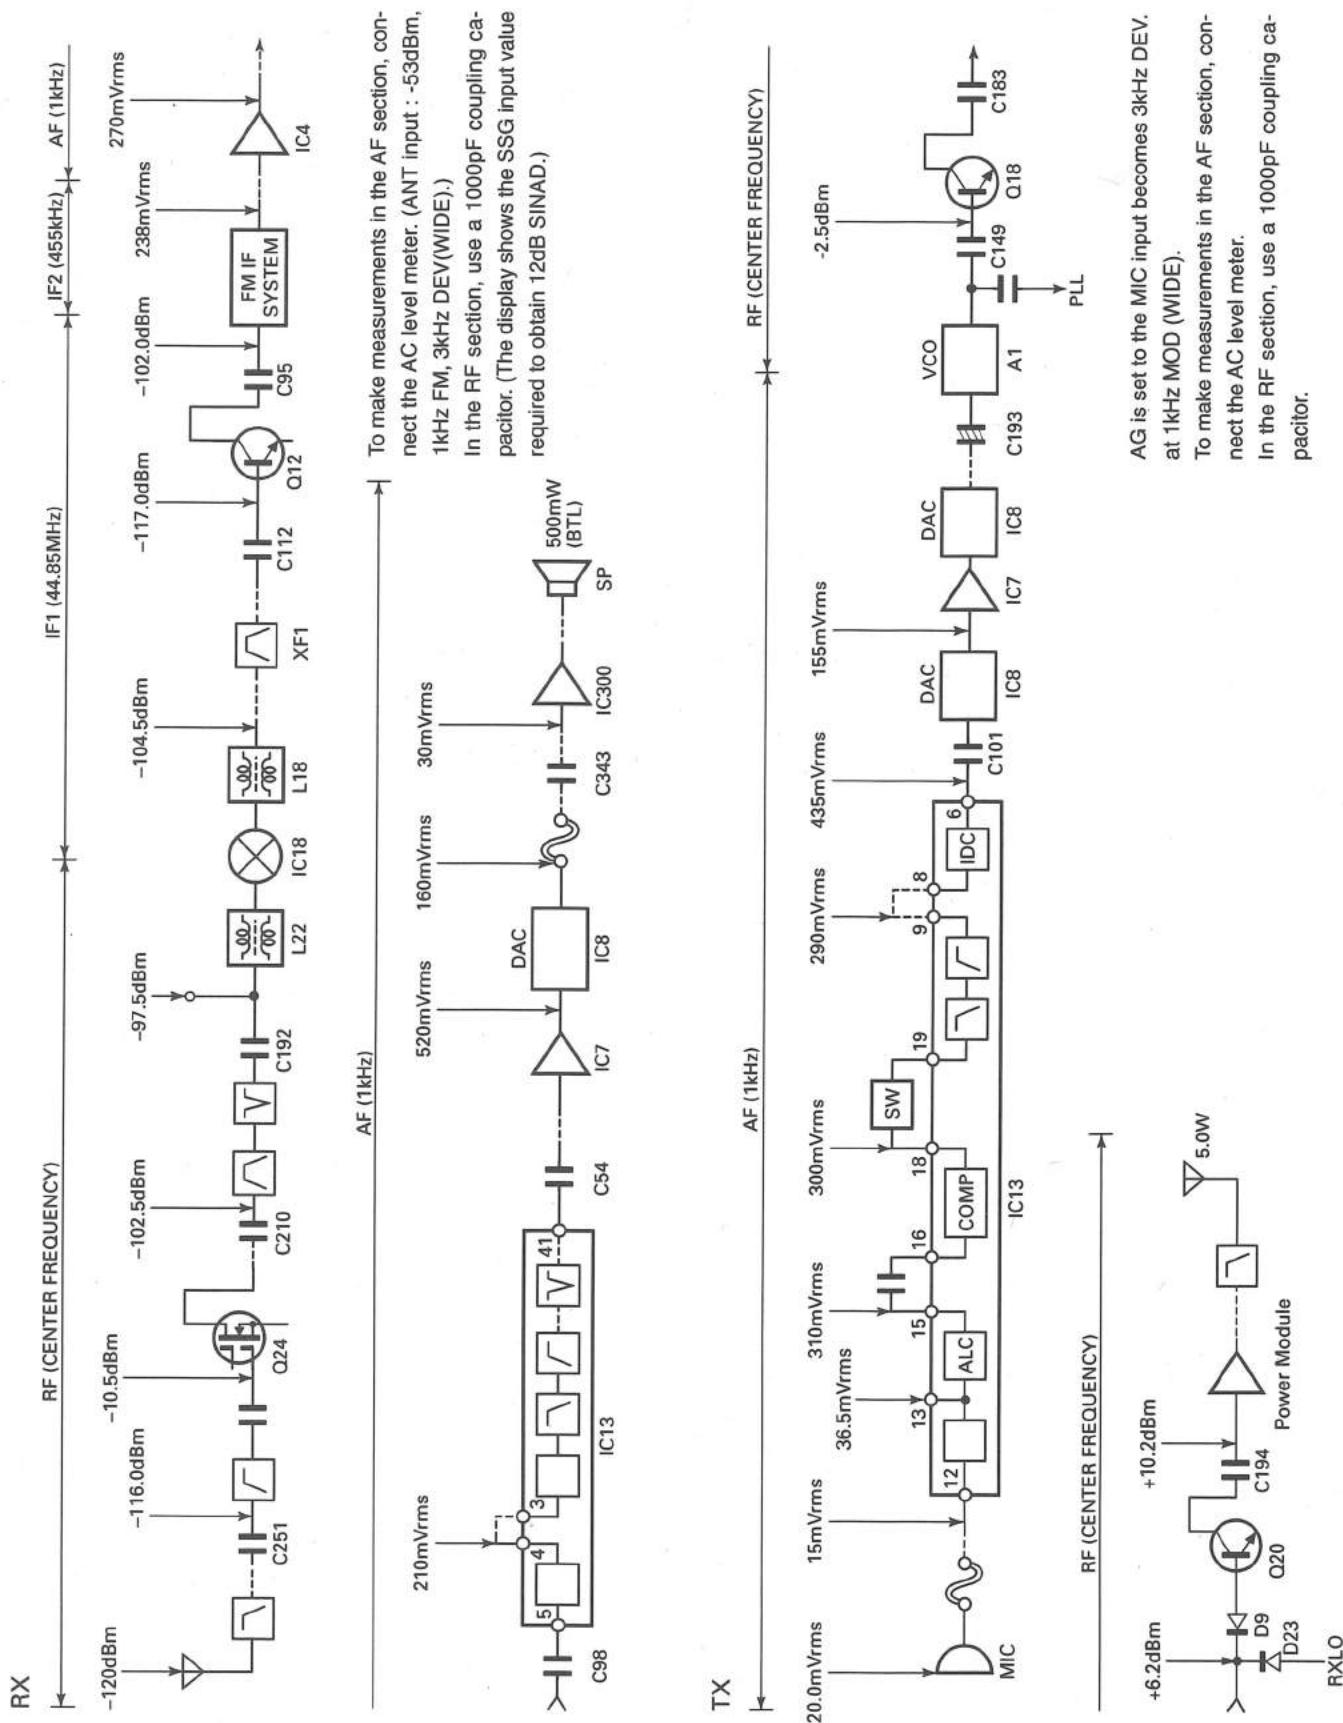 RX
RF (CENTER FREQUENCY)
IF1 (44.85MHz)
IF2 (455kHz)
AF (1kHz)
−120dBm
−116.0dBm
−10.5dBm
−102.5dBm
−97.5dBm
−104.5dBm
−117.0dBm
−102.0dBm
238mVrms
270mVrms
FM IF
SYSTEM
C251
Q24
C210
C192
L22
IC18
L18
XF1
C112
Q12
C95
IC4
AF (1kHz)
210mVrms
520mVrms
160mVrms
30mVrms
5
4
3
41
DAC
500mW
(BTL)
C98
IC13
C54
IC7
IC8
C343
IC300
SP
To make measurements in the AF section, con-
nect the AC level meter. (ANT input : -53dBm,
1kHz FM, 3kHz DEV(WIDE).)
In the RF section, use a 1000pF coupling ca-
pacitor. (The display shows the SSG input value
required to obtain 12dB SINAD.)
TX
AF (1kHz)
RF (CENTER FREQUENCY)
20.0mVrms
15mVrms
36.5mVrms
310mVrms
300mVrms
290mVrms
435mVrms
155mVrms
-2.5dBm
12
13
15
16
18
19
9
8
6
ALC
COMP
SW
IDC
DAC
DAC
VCO
MIC
IC13
C101
IC8
IC7
IC8
C193
A1
C149
Q18
C183
PLL
RF (CENTER FREQUENCY)
+6.2dBm
+10.2dBm
5.0W
D9
D23
RXLO
Q20
C194
Power Module
AG is set to the MIC input becomes 3kHz DEV.
at 1kHz MOD (WIDE).
To make measurements in the AF section, con-
nect the AC level meter.
In the RF section, use a 1000pF coupling ca-
pacitor.